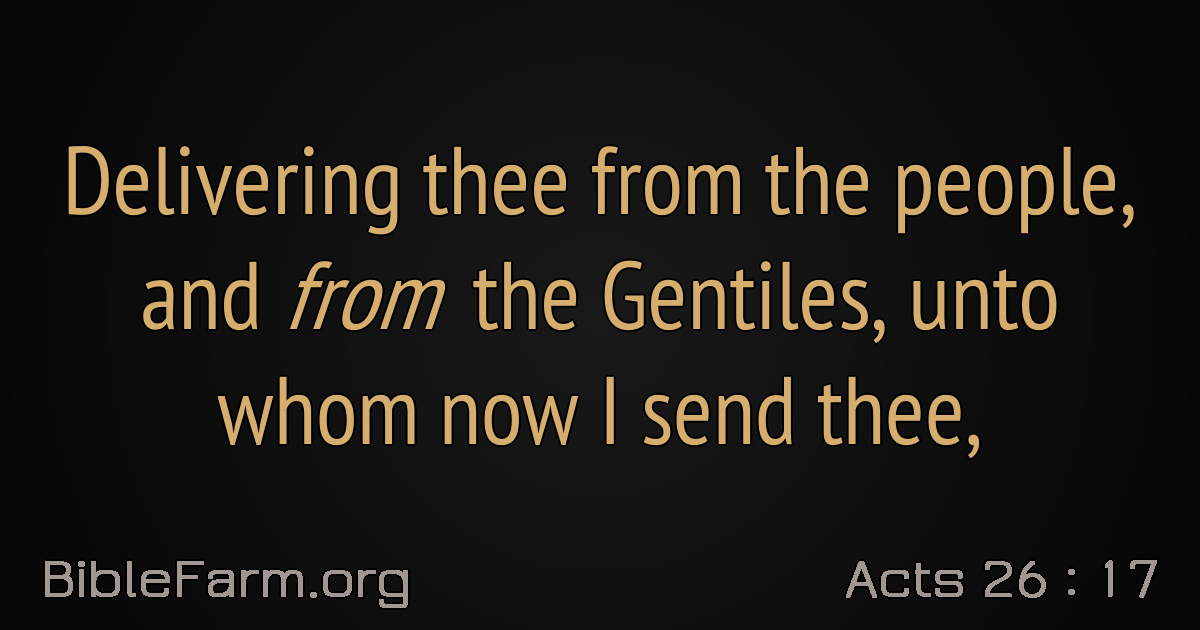 Delivering thee from the people,
and from the Gentiles, unto
whom now I send thee,
BibleFarm.org
Acts 26 : 17